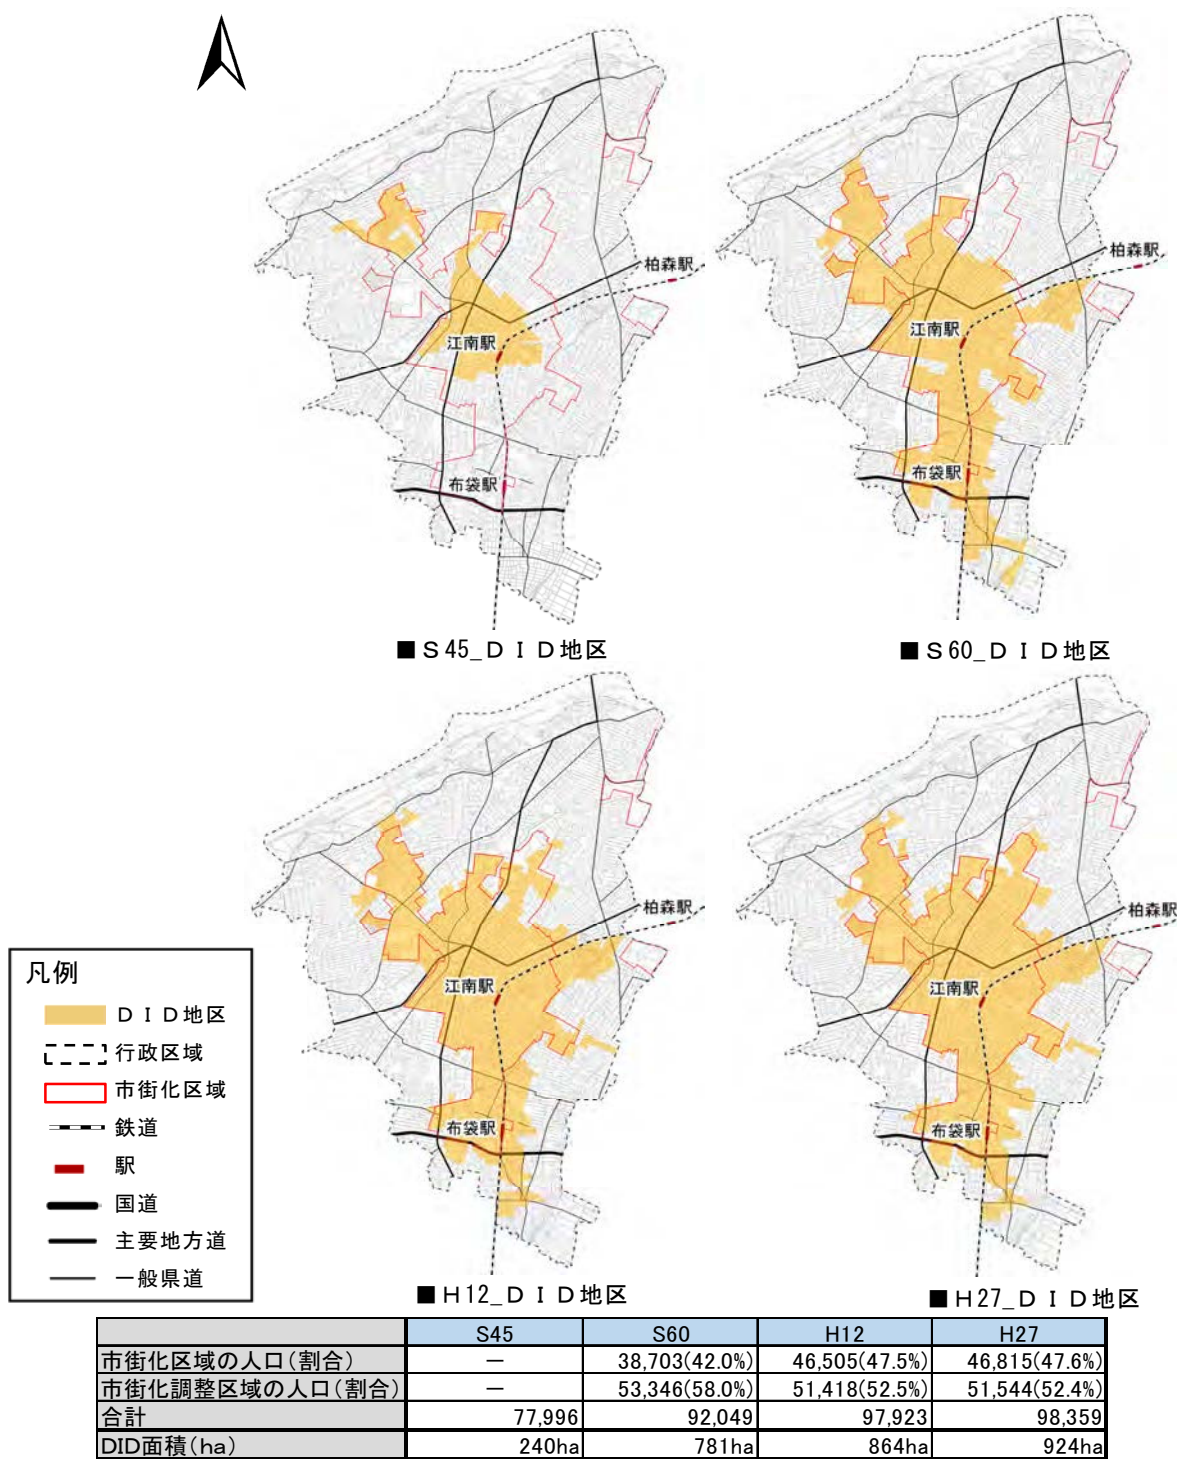 柏森駅
江南駅
布袋駅
■S45_DID地区
柏森駅
江南駅
布袋駅
■S60_DID地区
柏森駅
江南駅
布袋駅
■H12_DID地区
柏森駅
江南駅
布袋駅
■H27_DID地区
凡例
DID地区
行政区域
市街化区域
鉄道
駅
国道
主要地方道
一般県道
S45 S60 H12 H27
市街化区域の人口(割合) － 38,703(42.0%) 46,505(47.5%) 46,815(47.6%)
市街化調整区域の人口(割合) － 53,346(58.0%) 51,418(52.5%) 51,544(52.4%)
合計 77,996 92,049 97,923 98,359
DID面積(ha) 240ha 781ha 864ha 924ha